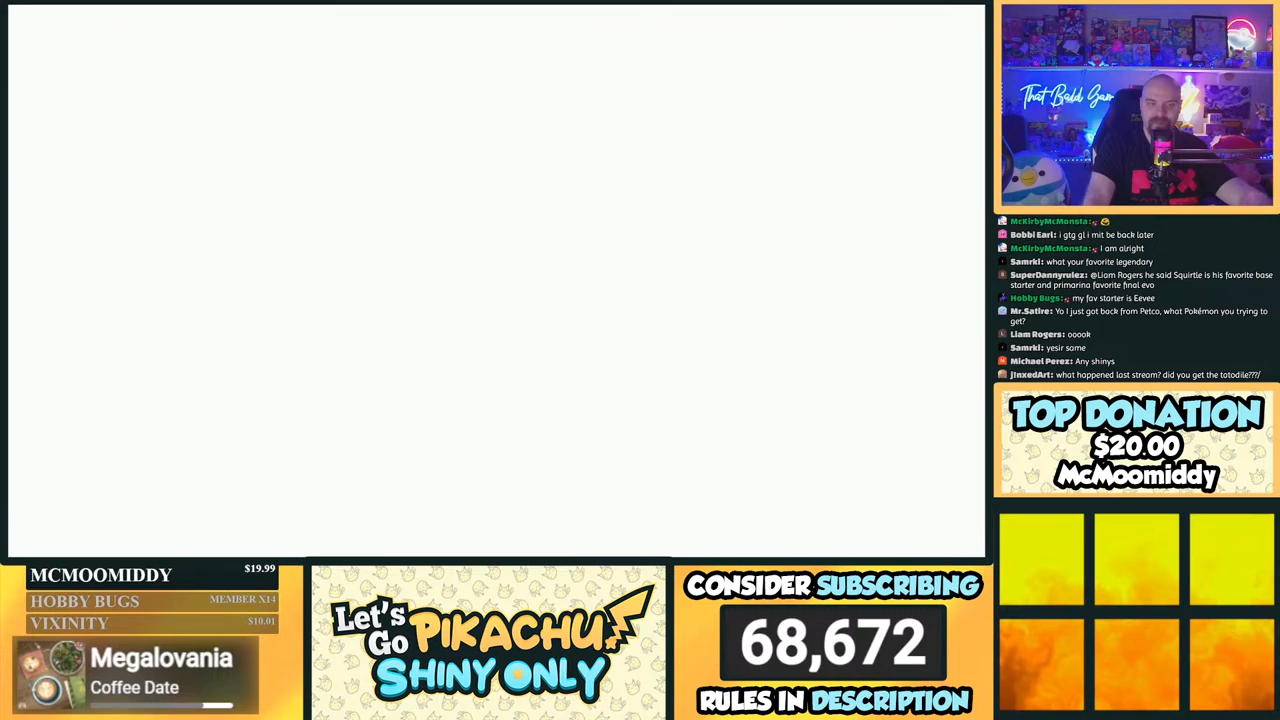 That Bald Gam
McKirbyMcMonsta:
Bobbi Earl: i gtg gl i mit be back later
McKirbyMcMonsta: I am alright
Samrki: what your favorite legendary
SuperDannyrulez: @Liam Rogers he said Squirtle is his favorite base
starter and primarina favorite final evo
Hobby Bugs: my fav starter is Eevee
Mr.Satire: Yo I just got back from Petco, what Pokémon you trying to
get?
Liam Rogers: ooook
Samrki: yesir same
Michael Perez: Any shinys
J1nxedArt: what happened last stream? did you get the totodile???/
TOP DONATION
$20.00
McMoomiddy
MCMOOMIDDY $19.99
HOBBY BUGS MEMBER X14
VIXINITY $10.01
Megalovania
Coffee Date
Let's
Go PIKACHU!
SHINY ONLY
CONSIDER SUBSCRIBING
68,672
RULES IN DESCRIPTION